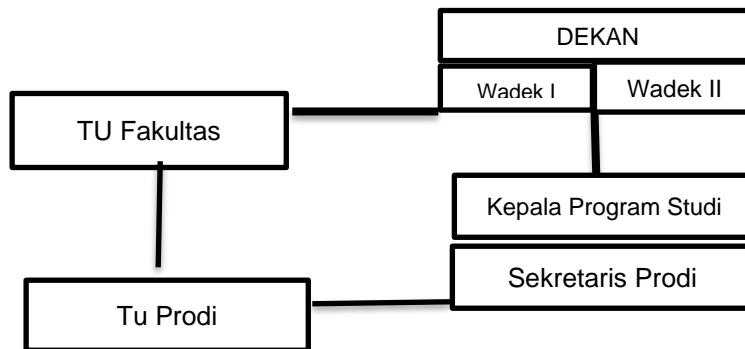 DEKAN
Wadek I
Wadek II
TU Fakultas
Kepala Program Studi
Sekretaris Prodi
Tu Prodi